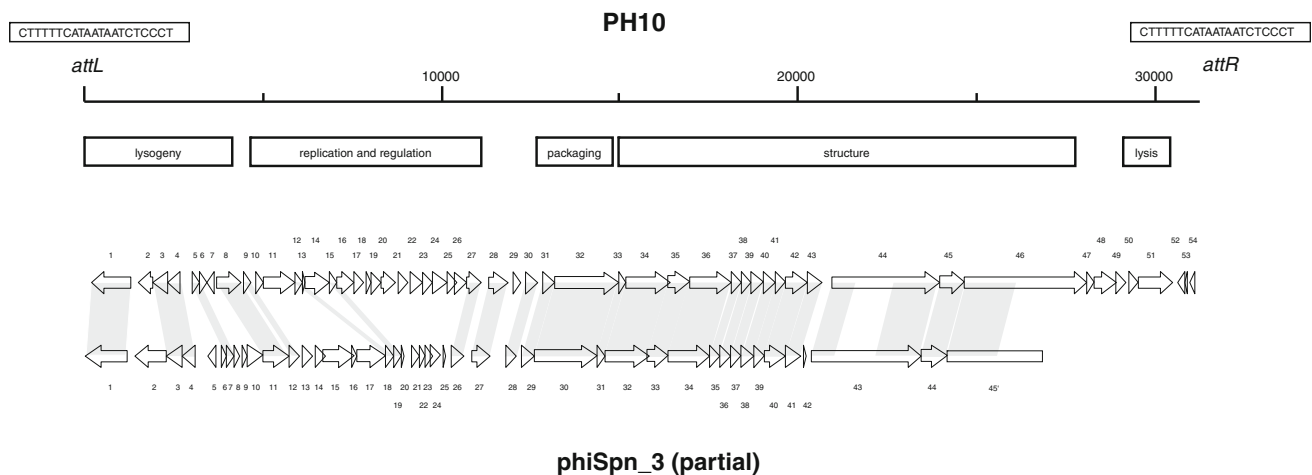 PH10
CTTTTTCATAATAATCTCCCT
CTTTTTCATAATAATCTCCCT
attL
attR
10000
20000
30000
lysogeny
replication and regulation
packaging
structure
lysis
12 14 16 18 20 22 24 26 38 41 48 50 52 54
1 2 3 4 5 6 7 8 9 10 11 13 15 17 19 21 23 25 27 28 29 30 31 32 33 34 35 36 37 39 40 42 43 44 45 46 47 49 51 53
1 2 3 4 5 6 7 8 9 10 11 12 13 14 15 16 17 18 20 21 23 25 26 27 28 29 30 31 32 33 34 35 37 39 41 43 44 45'
19 22 24 36 38 40 42
phiSpn_3 (partial)